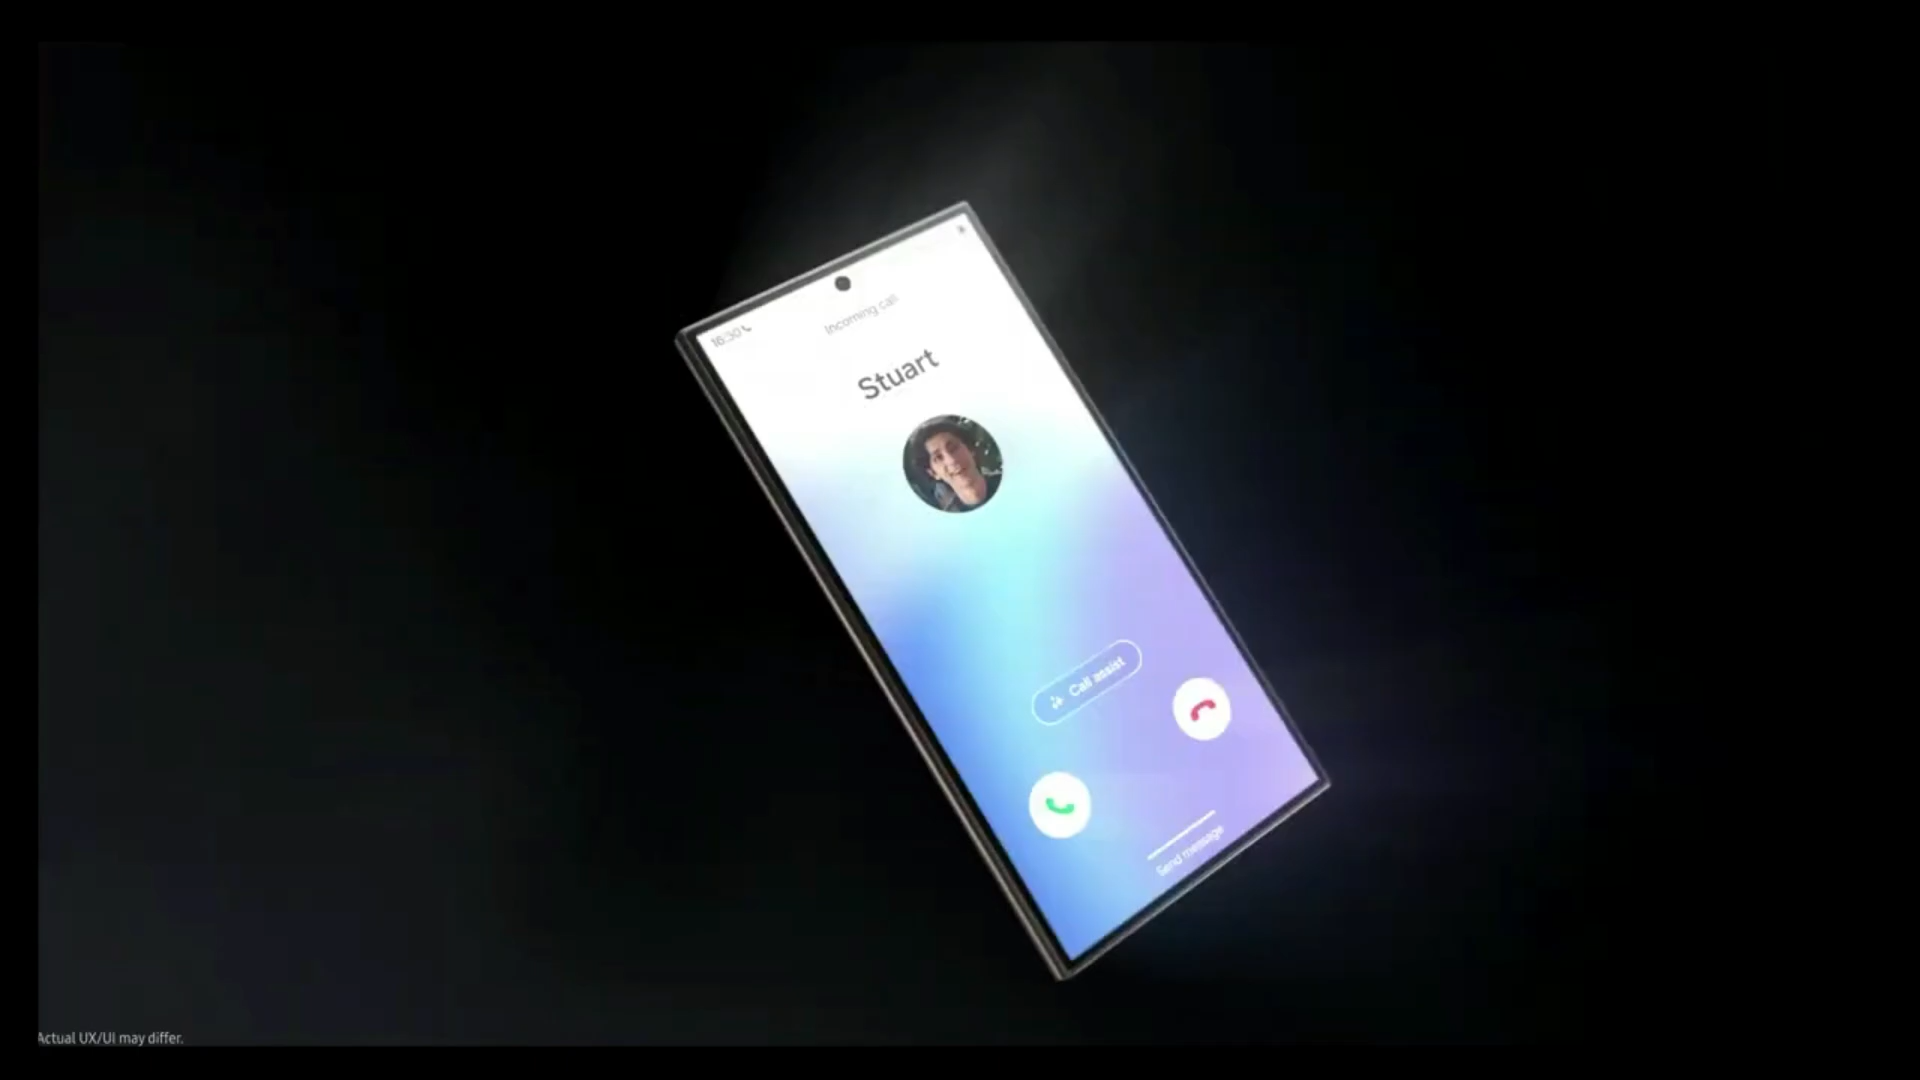 16:30
Incoming call
Stuart
Call assist
Send message
Actual UX/UI may differ.